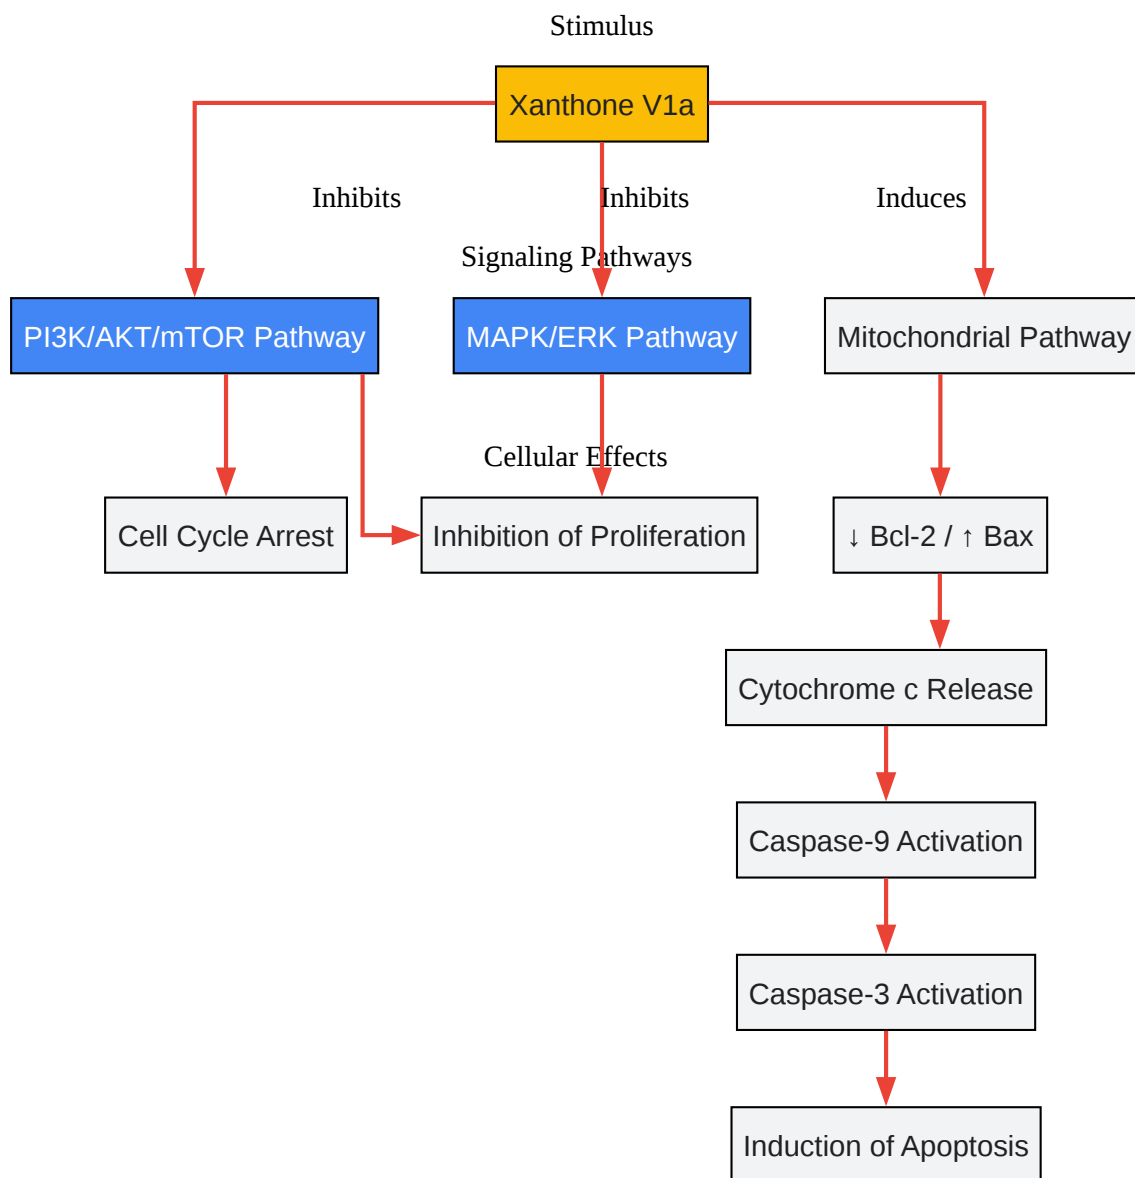 Stimulus
Xanthone V1a
Inhibits
Inhibits
Induces
Signaling Pathways
PI3K/AKT/mTOR Pathway
MAPK/ERK Pathway
Mitochondrial Pathway
Cellular Effects
Cell Cycle Arrest
Inhibition of Proliferation
↓ Bcl-2 / ↑ Bax
Cytochrome c Release
Caspase-9 Activation
Caspase-3 Activation
Induction of Apoptosis